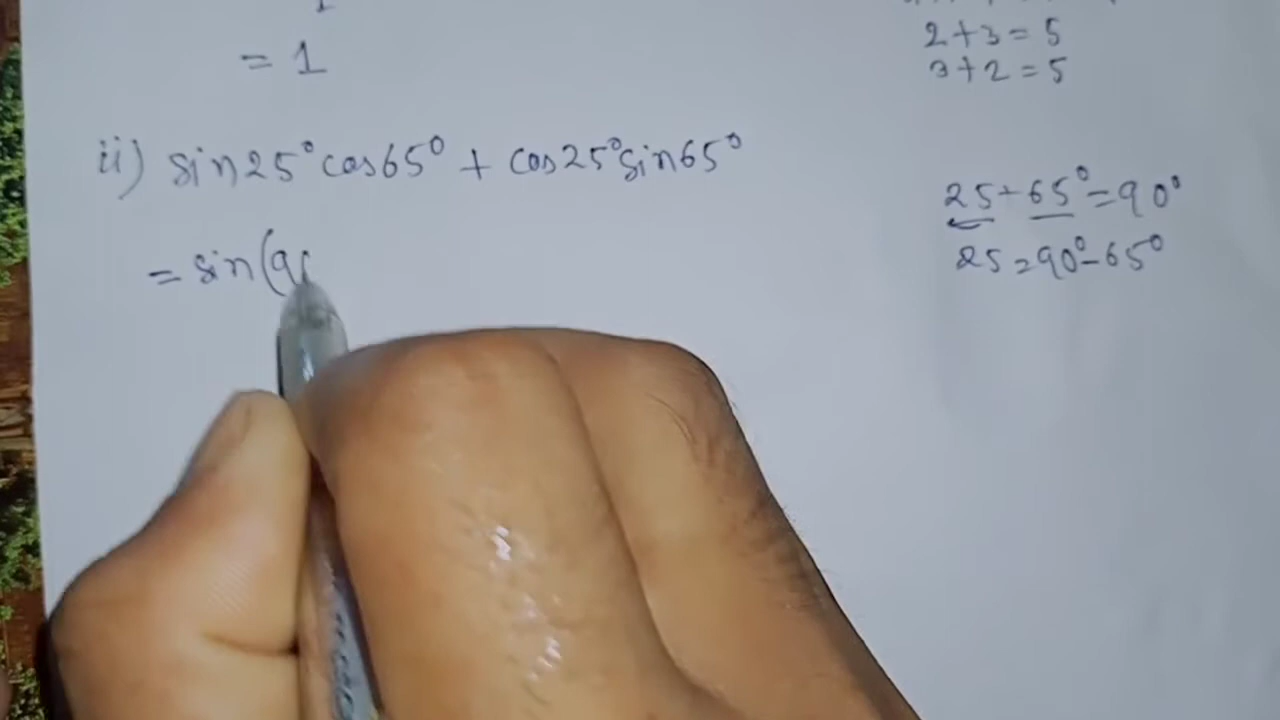 = 1
2+3=5
3+2=5
ii) sin25° cos65° + cos25° sin65°
25+65°=90°
25=90°-65°
= sin(90